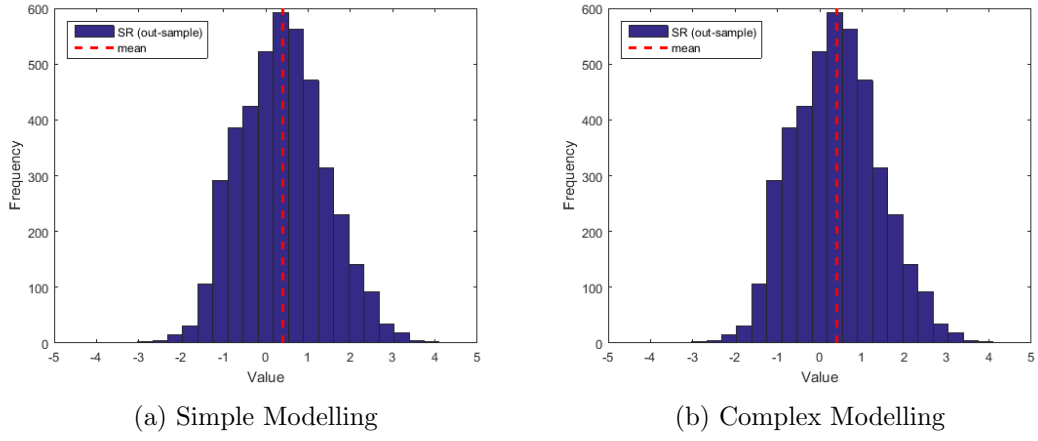 600
500
400
300
200
100
0
Frequency
SR (out-sample)
mean
-5 -4 -3 -2 -1 0 1 2 3 4 5
Value
(a) Simple Modelling
600
500
400
300
200
100
0
Frequency
SR (out-sample)
mean
-5 -4 -3 -2 -1 0 1 2 3 4 5
Value
(b) Complex Modelling